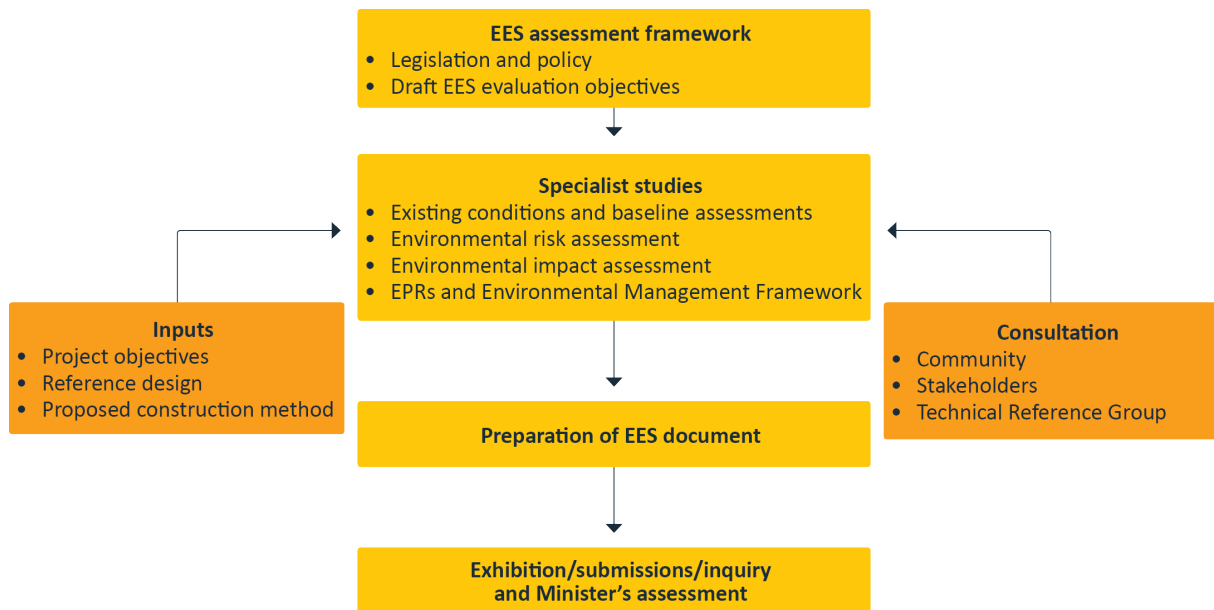 EES assessment framework
• Legislation and policy
• Draft EES evaluation objectives
Specialist studies
• Existing conditions and baseline assessments
• Environmental risk assessment
• Environmental impact assessment
• EPRs and Environmental Management Framework
Inputs
• Project objectives
• Reference design
• Proposed construction method
Consultation
• Community
• Stakeholders
• Technical Reference Group
Preparation of EES document
Exhibition/submissions/inquiry
and Minister’s assessment